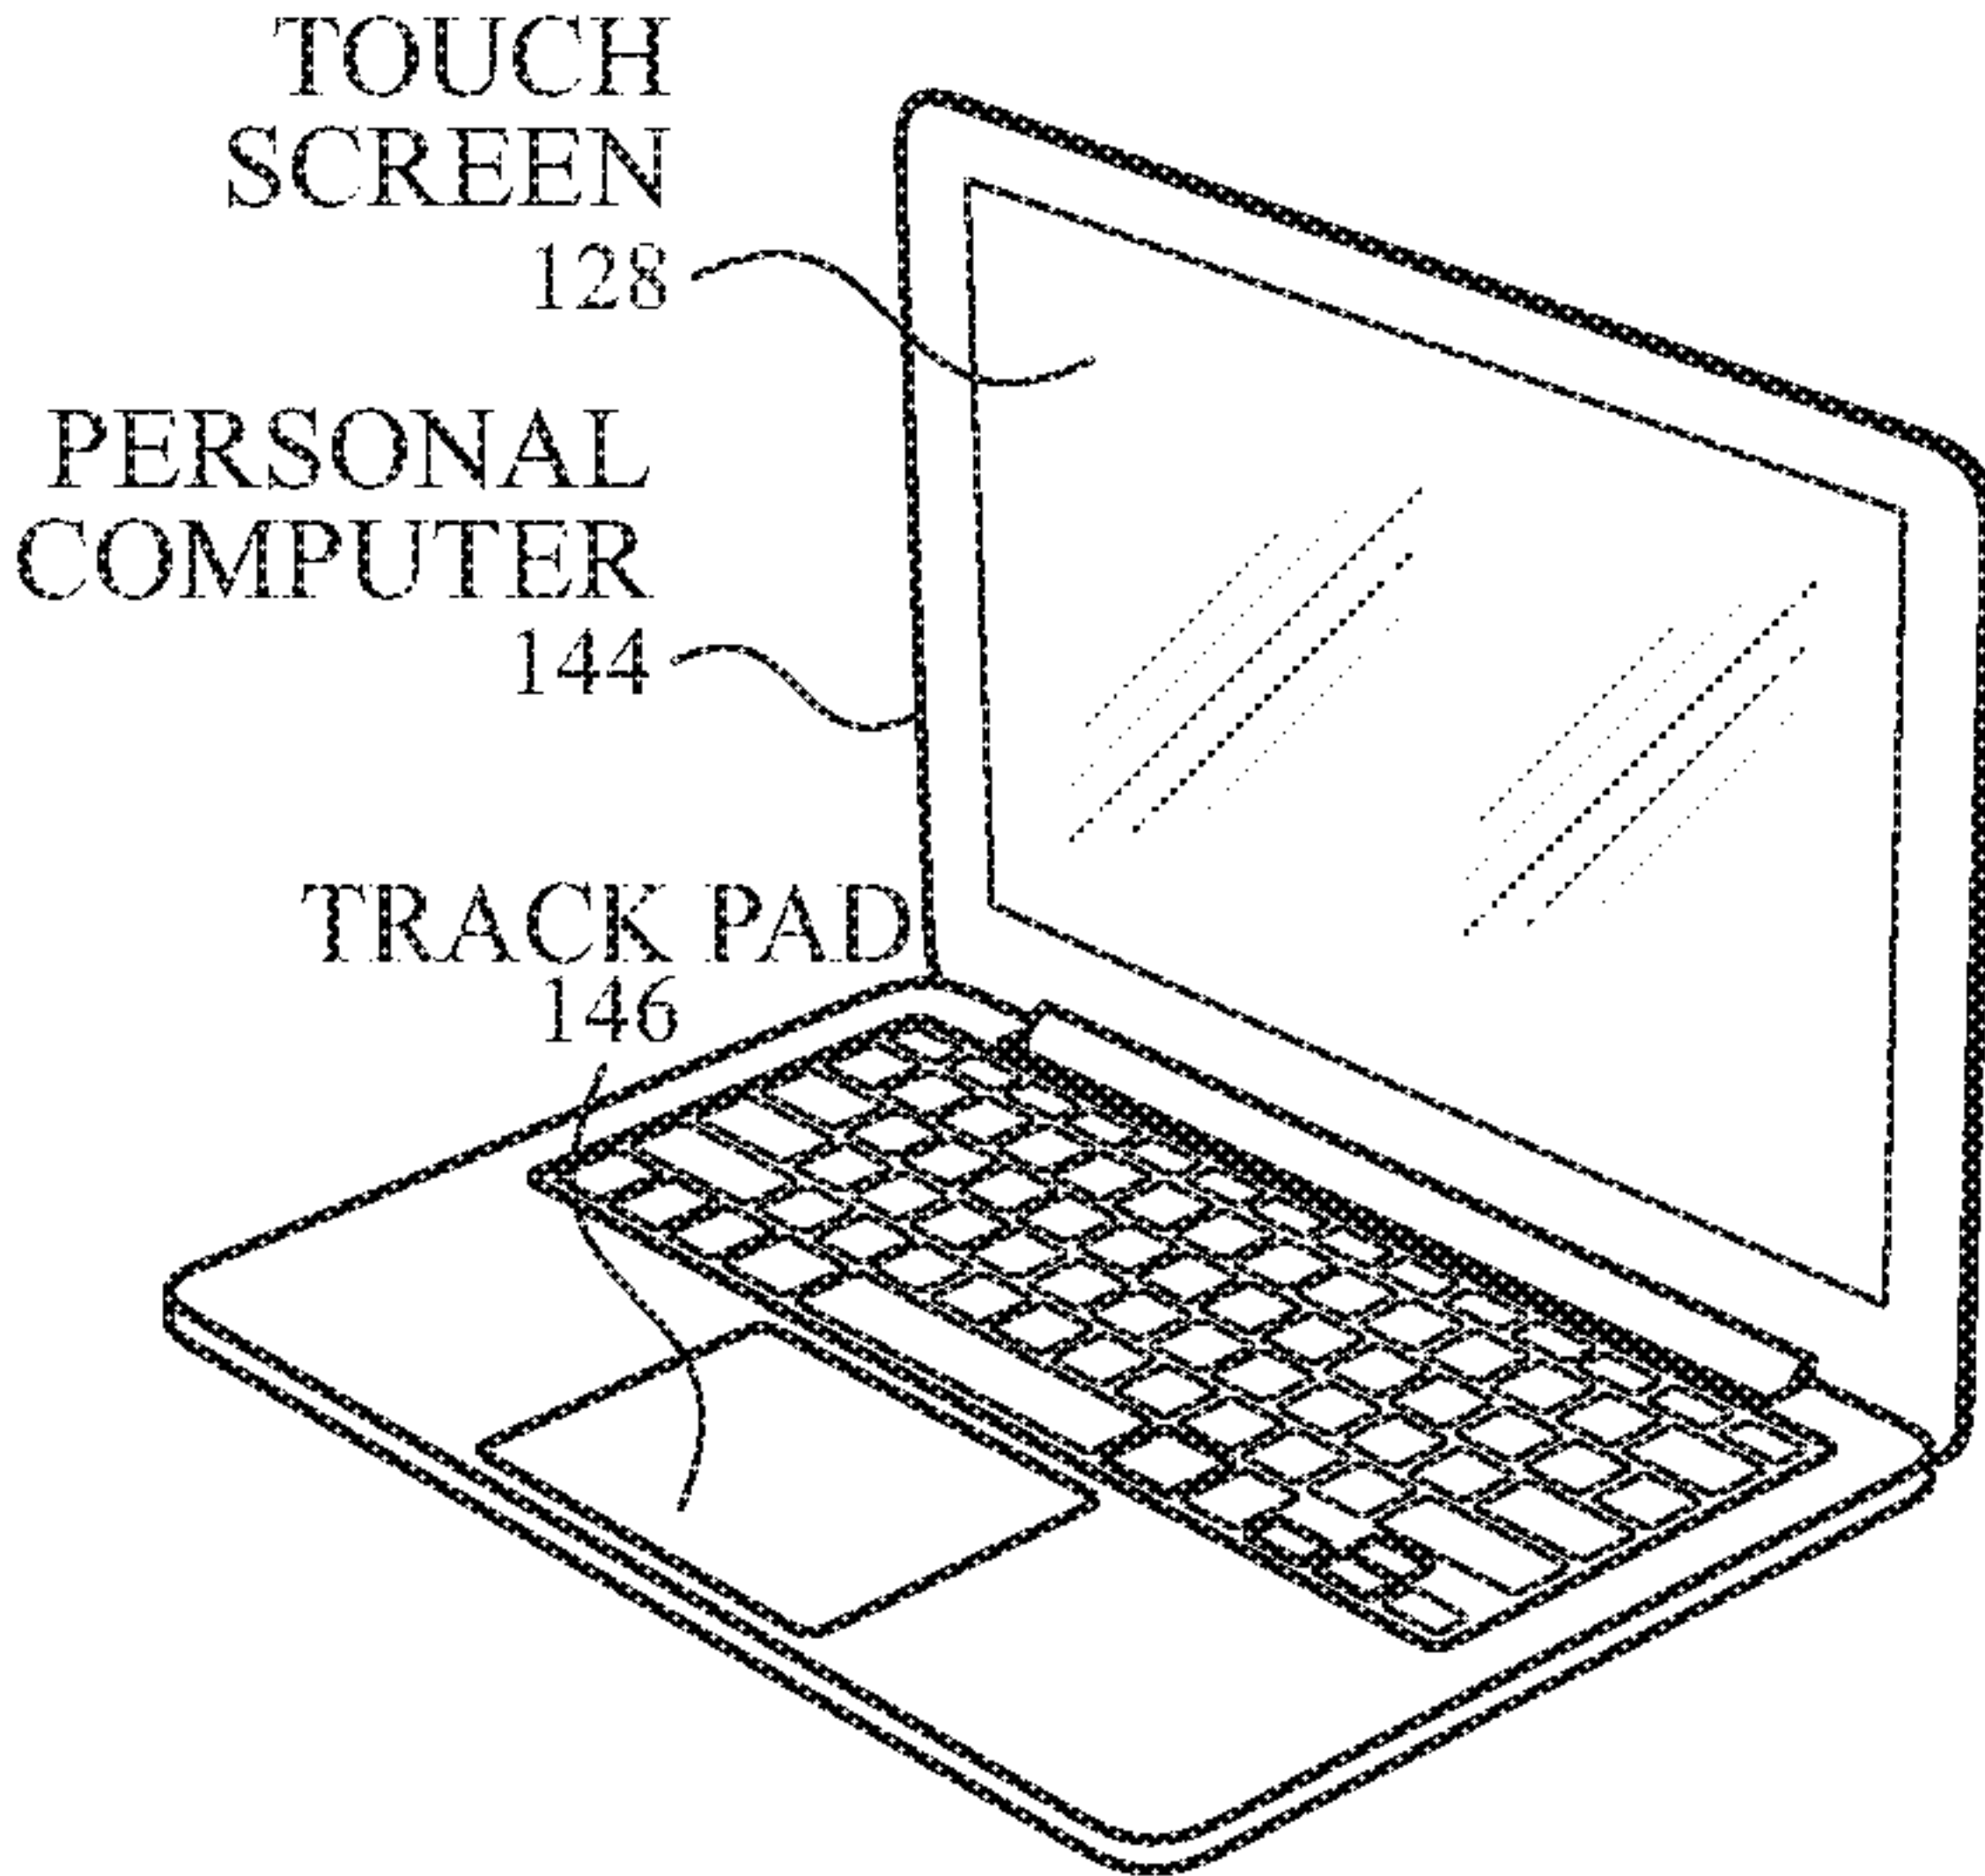 TOUCH
SCREEN
128
PERSONAL
COMPUTER
144
TRACK PAD
146